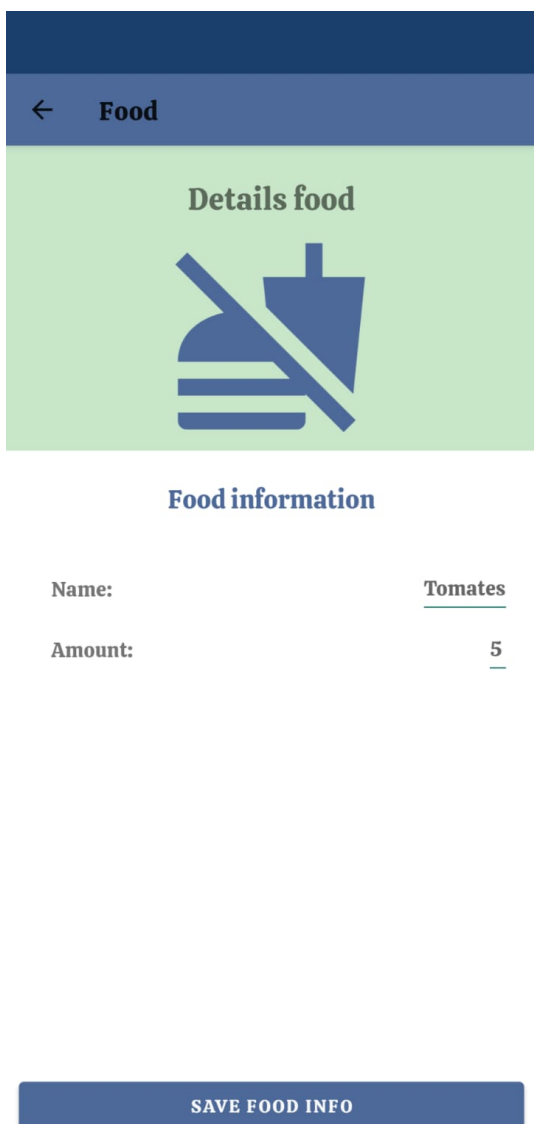 Food
Details food
Food information
Name: Tomates
Amount: 5
SAVE FOOD INFO